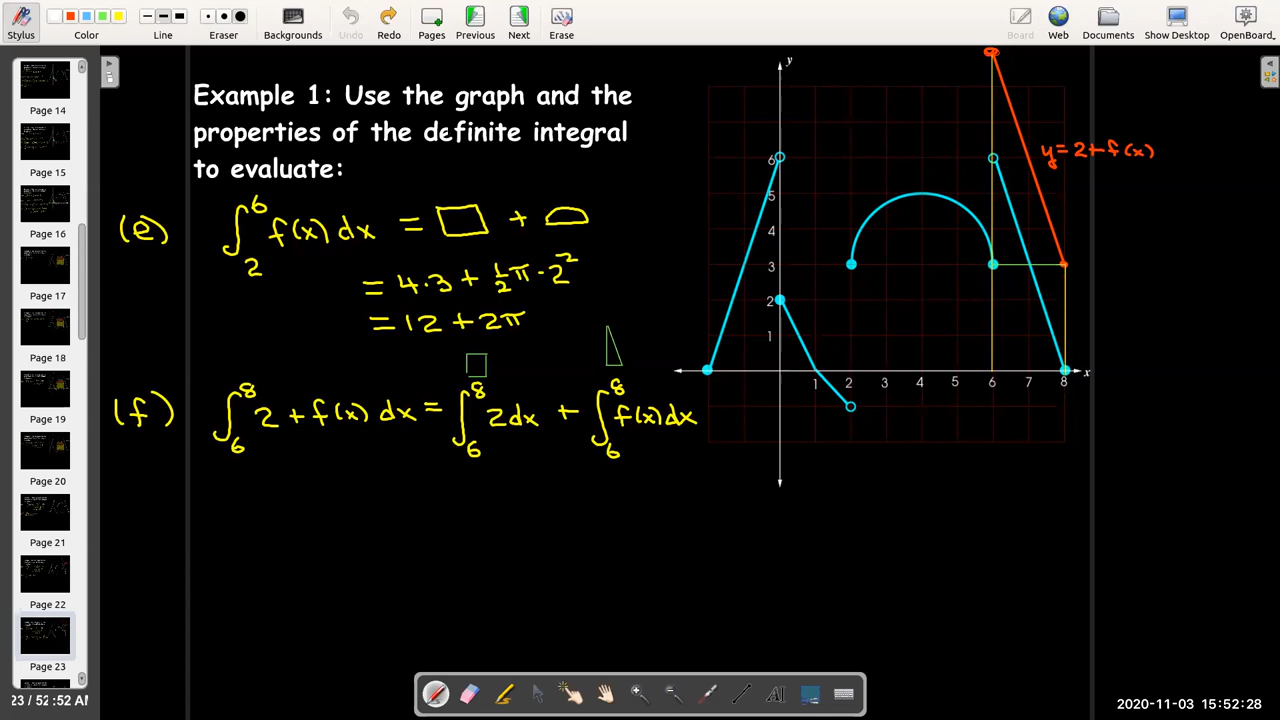 Stylus
Color
Line
Eraser
Backgrounds
Undo
Redo
Pages
Previous
Next
Erase
Board
Web
Documents
Show Desktop
OpenBoard
Page 14
Page 15
Page 16
Page 17
Page 18
Page 19
Page 20
Page 21
Page 22
Page 23
23 / 52
Example 1: Use the graph and the
properties of the definite integral
to evaluate:
(e) ∫₂⁶ f(x) dx = □ + ⌓
= 4·3 + ½π·2²
= 12 + 2π
(f) ∫₆⁸ 2 + f(x) dx = ∫₆⁸ 2 dx + ∫₆⁸ f(x) dx
y
6
5
4
3
2
1
1 2 3 4 5 6 7 8 x
y = 2 + f(x)
2020-11-03 15:52:28